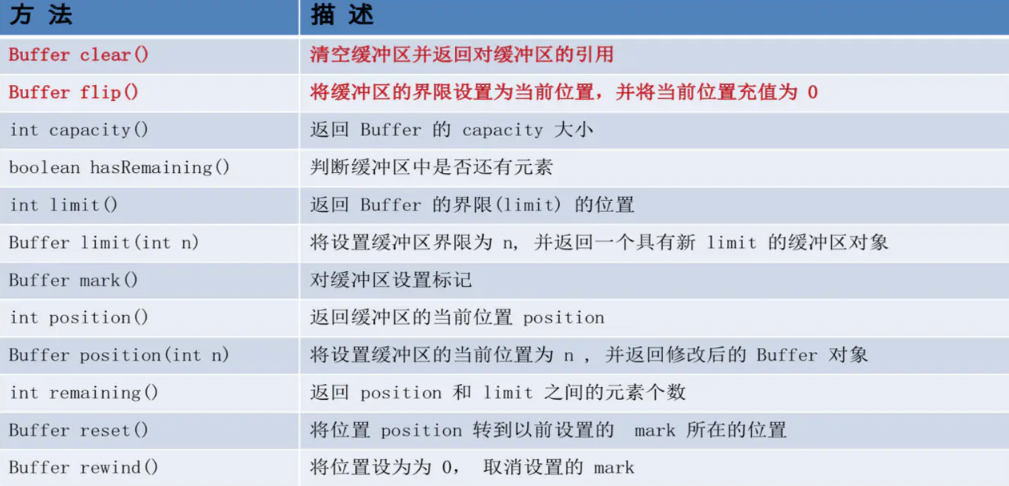 方 法 描 述
Buffer clear() 清空缓冲区并返回对缓冲区的引用
Buffer flip() 将缓冲区的界限设置为当前位置，并将当前位置充值为 0
int capacity() 返回 Buffer 的 capacity 大小
boolean hasRemaining() 判断缓冲区中是否还有元素
int limit() 返回 Buffer 的界限(limit) 的位置
Buffer limit(int n) 将设置缓冲区界限为 n, 并返回一个具有新 limit 的缓冲区对象
Buffer mark() 对缓冲区设置标记
int position() 返回缓冲区的当前位置 position
Buffer position(int n) 将设置缓冲区的当前位置为 n , 并返回修改后的 Buffer 对象
int remaining() 返回 position 和 limit 之间的元素个数
Buffer reset() 将位置 position 转到以前设置的 mark 所在的位置
Buffer rewind() 将位置设为为 0， 取消设置的 mark